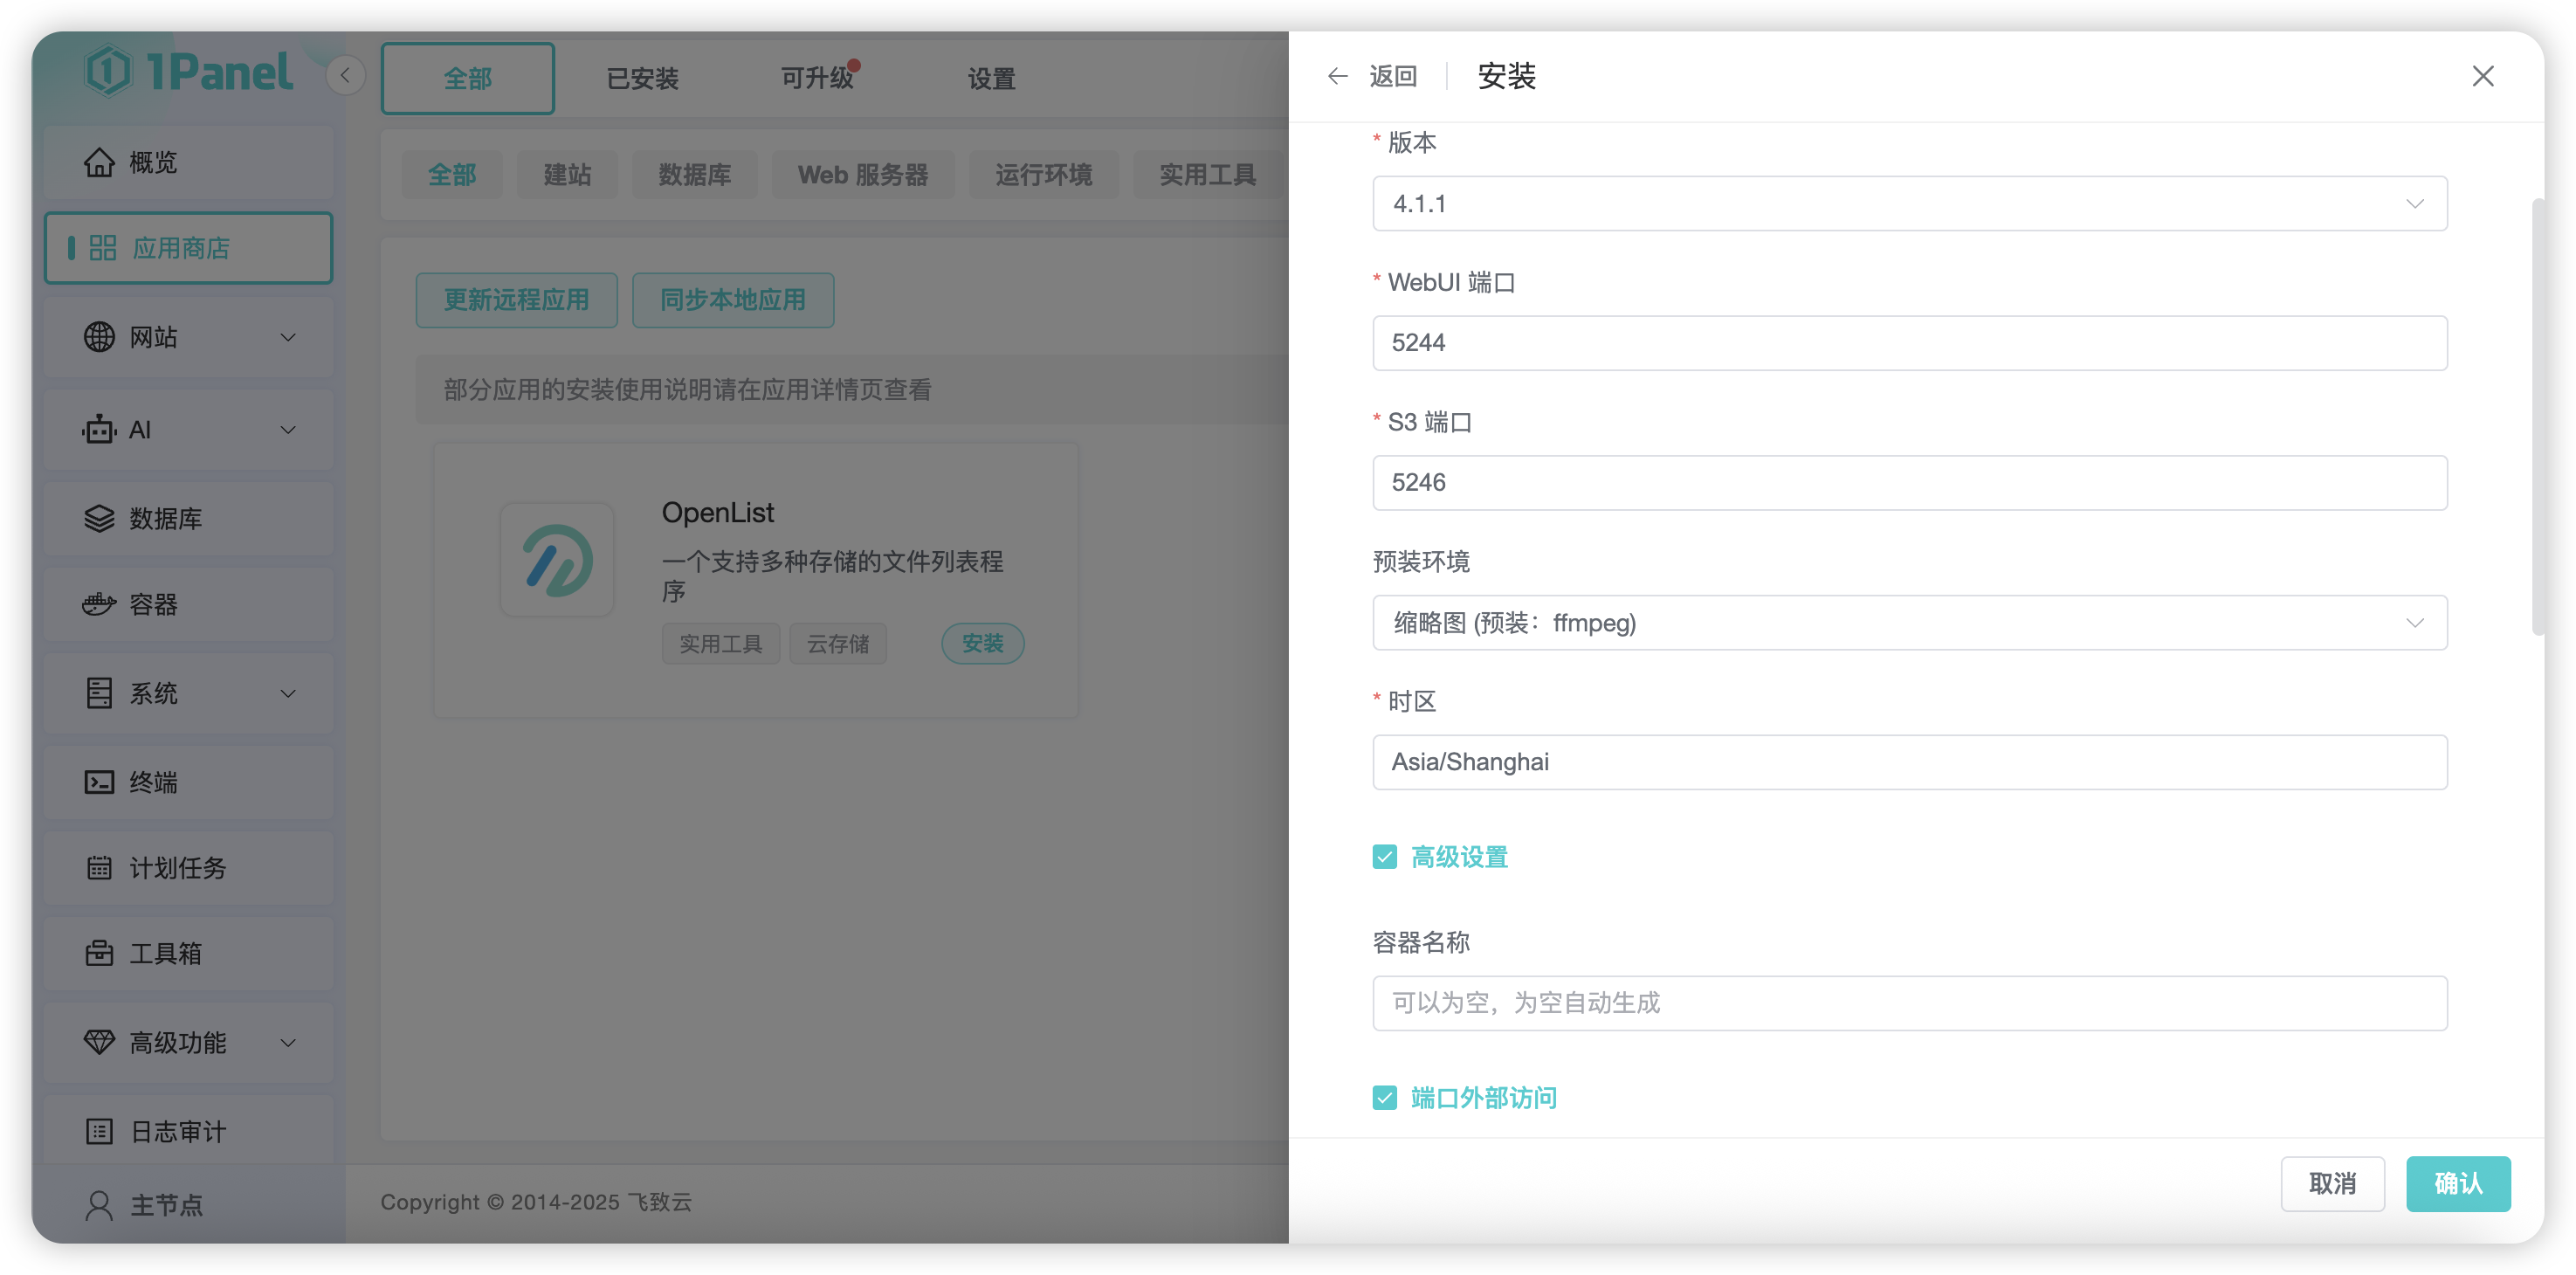 1Panel
概览
应用商店
网站
AI
数据库
容器
系统
终端
计划任务
工具箱
高级功能
日志审计
主节点
全部
已安装
可升级
设置
全部
建站
数据库
Web 服务器
运行环境
实用工具
更新远程应用
同步本地应用
部分应用的安装使用说明请在应用详情页查看
OpenList
一个支持多种存储的文件列表程
序
实用工具
云存储
安装
Copyright © 2014-2025 飞致云
返回
安装
* 版本
4.1.1
* WebUI 端口
5244
* S3 端口
5246
预装环境
缩略图 (预装：ffmpeg)
* 时区
Asia/Shanghai
高级设置
容器名称
可以为空，为空自动生成
端口外部访问
取消
确认